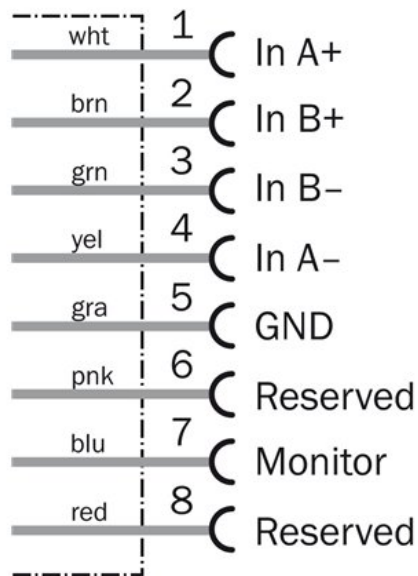 wht 1 In A+
brn 2 In B+
grn 3 In B–
yel 4 In A–
gra 5 GND
pnk 6 Reserved
blu 7 Monitor
red 8 Reserved